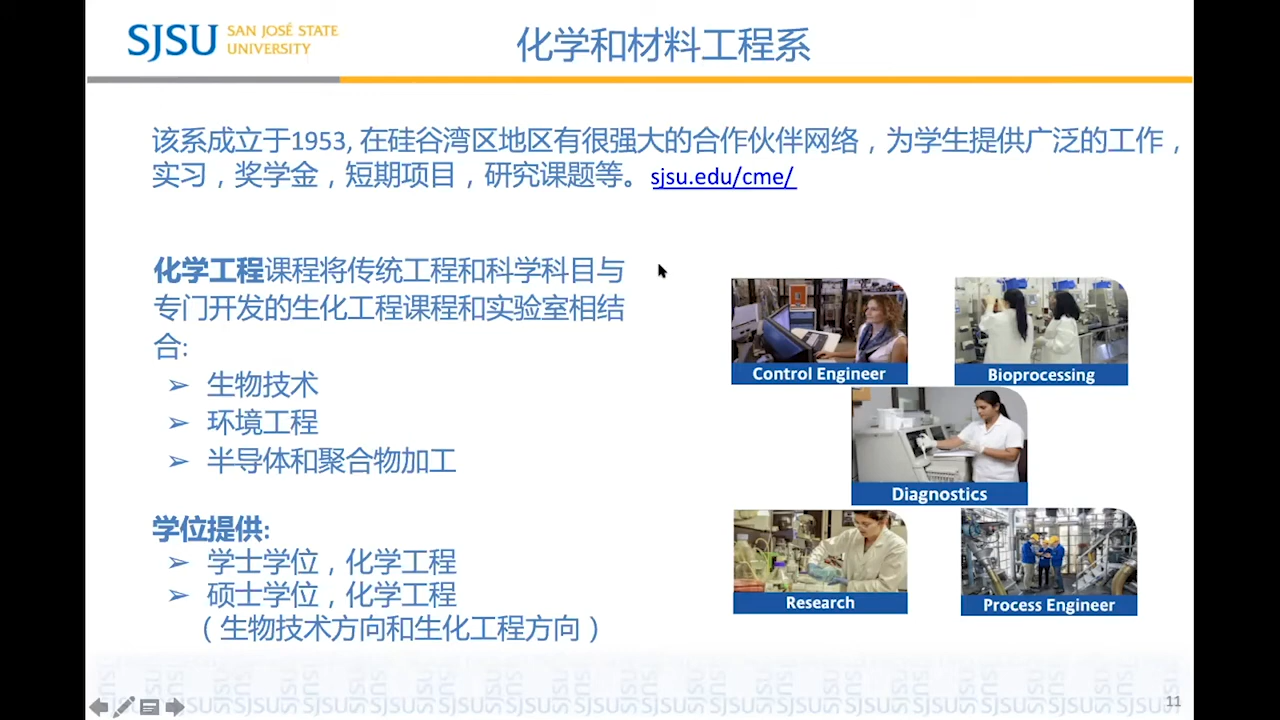 SJSU SAN JOSÉ STATE
UNIVERSITY
化学和材料工程系
该系成立于1953, 在硅谷湾区地区有很强大的合作伙伴网络，为学生提供广泛的工作，
实习，奖学金，短期项目，研究课题等。sjsu.edu/cme/
化学工程课程将传统工程和科学科目与
专门开发的生化工程课程和实验室相结
合:
➢ 生物技术
➢ 环境工程
➢ 半导体和聚合物加工
学位提供:
➢ 学士学位，化学工程
➢ 硕士学位，化学工程
（生物技术方向和生化工程方向）
Control Engineer
Bioprocessing
Diagnostics
Research
Process Engineer
11